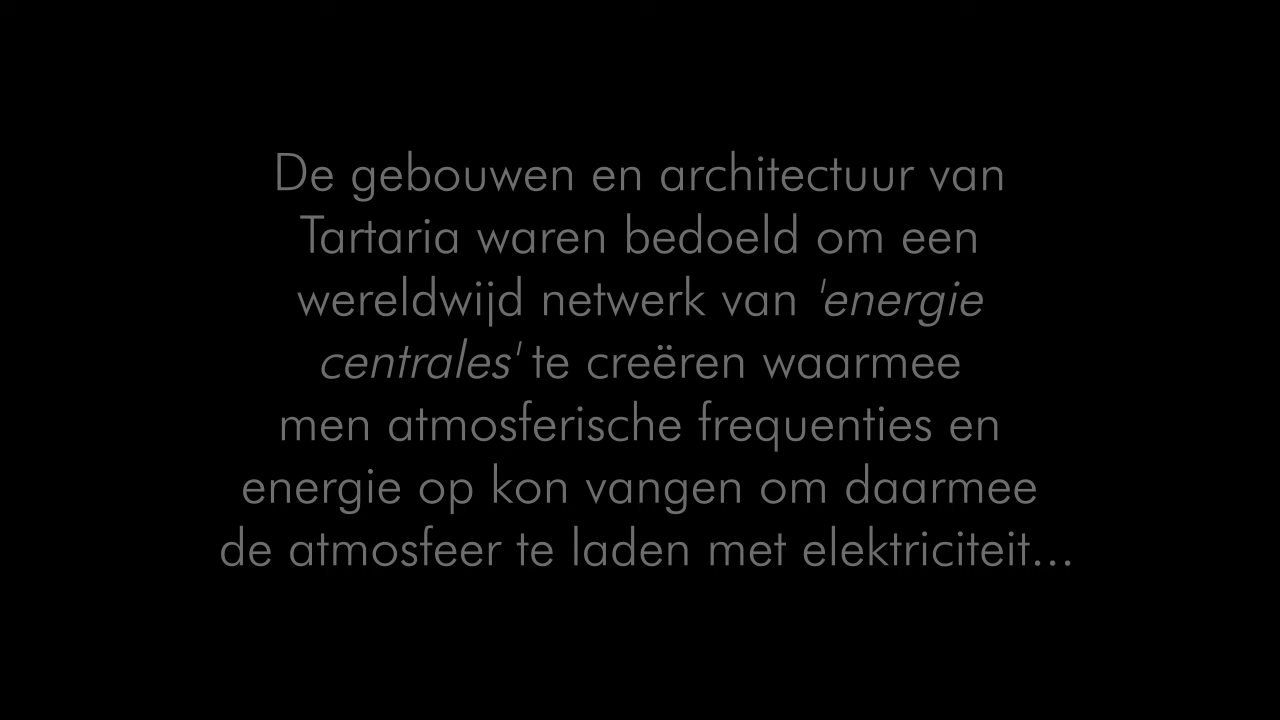 De gebouwen en architectuur van
Tartaria waren bedoeld om een
wereldwijd netwerk van 'energie
centrales' te creëren waarmee
men atmosferische frequenties en
energie op kon vangen om daarmee
de atmosfeer te laden met elektriciteit...